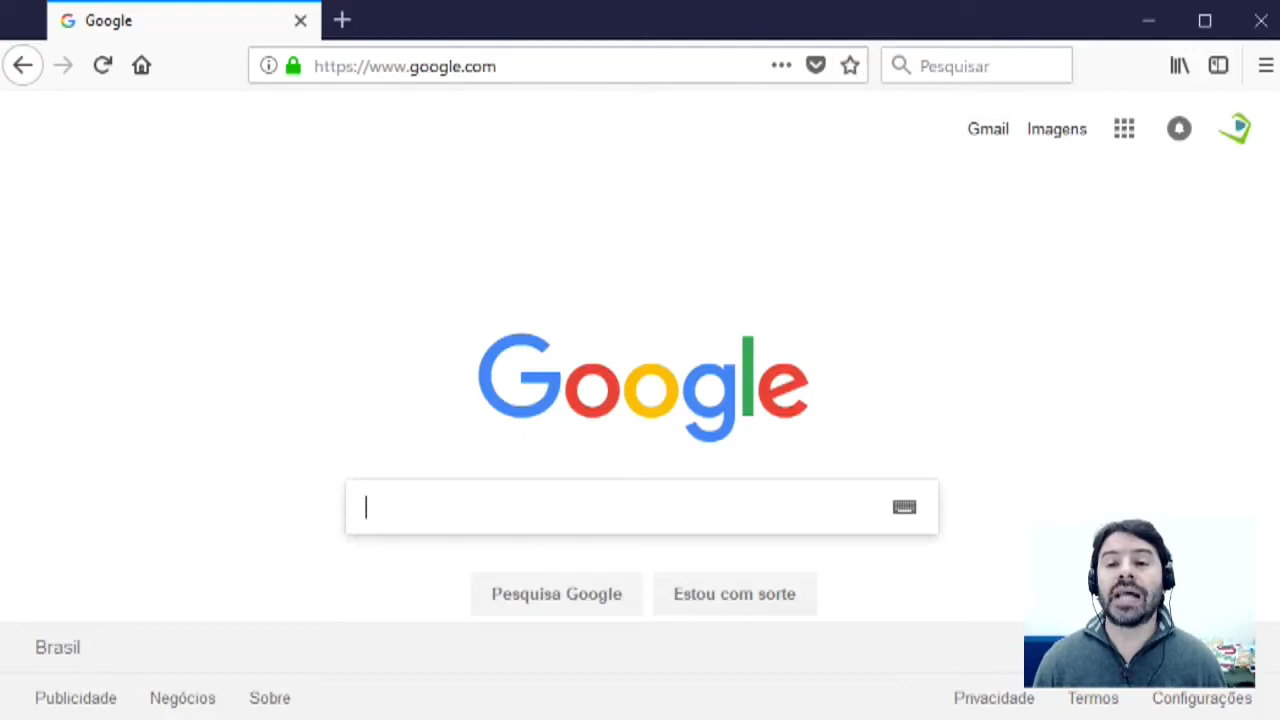 Google
https://www.google.com
Pesquisar
Gmail
Imagens
Google
Pesquisa Google
Estou com sorte
Brasil
Publicidade
Negócios
Sobre
Privacidade
Termos
Configurações